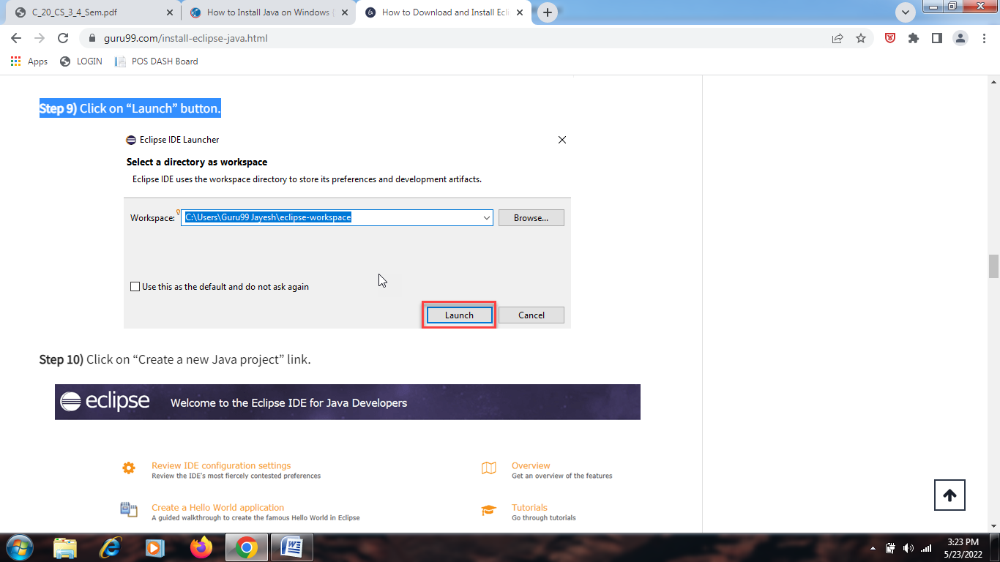 C_20_CS_3_4_Sem.pdf
How to Install Java on Windows
How to Download and Install Ecli
guru99.com/install-eclipse-java.html
Apps LOGIN POS DASH Board
Step 9) Click on “Launch” button.
Eclipse IDE Launcher
Select a directory as workspace
Eclipse IDE uses the workspace directory to store its preferences and development artifacts.
Workspace: C:\Users\Guru99 Jayesh\eclipse-workspace Browse...
Use this as the default and do not ask again
Launch Cancel
Step 10) Click on “Create a new Java project” link.
eclipse Welcome to the Eclipse IDE for Java Developers
Review IDE configuration settings
Review the IDE's most fiercely contested preferences
Overview
Get an overview of the features
Create a Hello World application
A guided walkthrough to create the famous Hello World in Eclipse
Tutorials
Go through tutorials
3:23 PM
5/23/2022